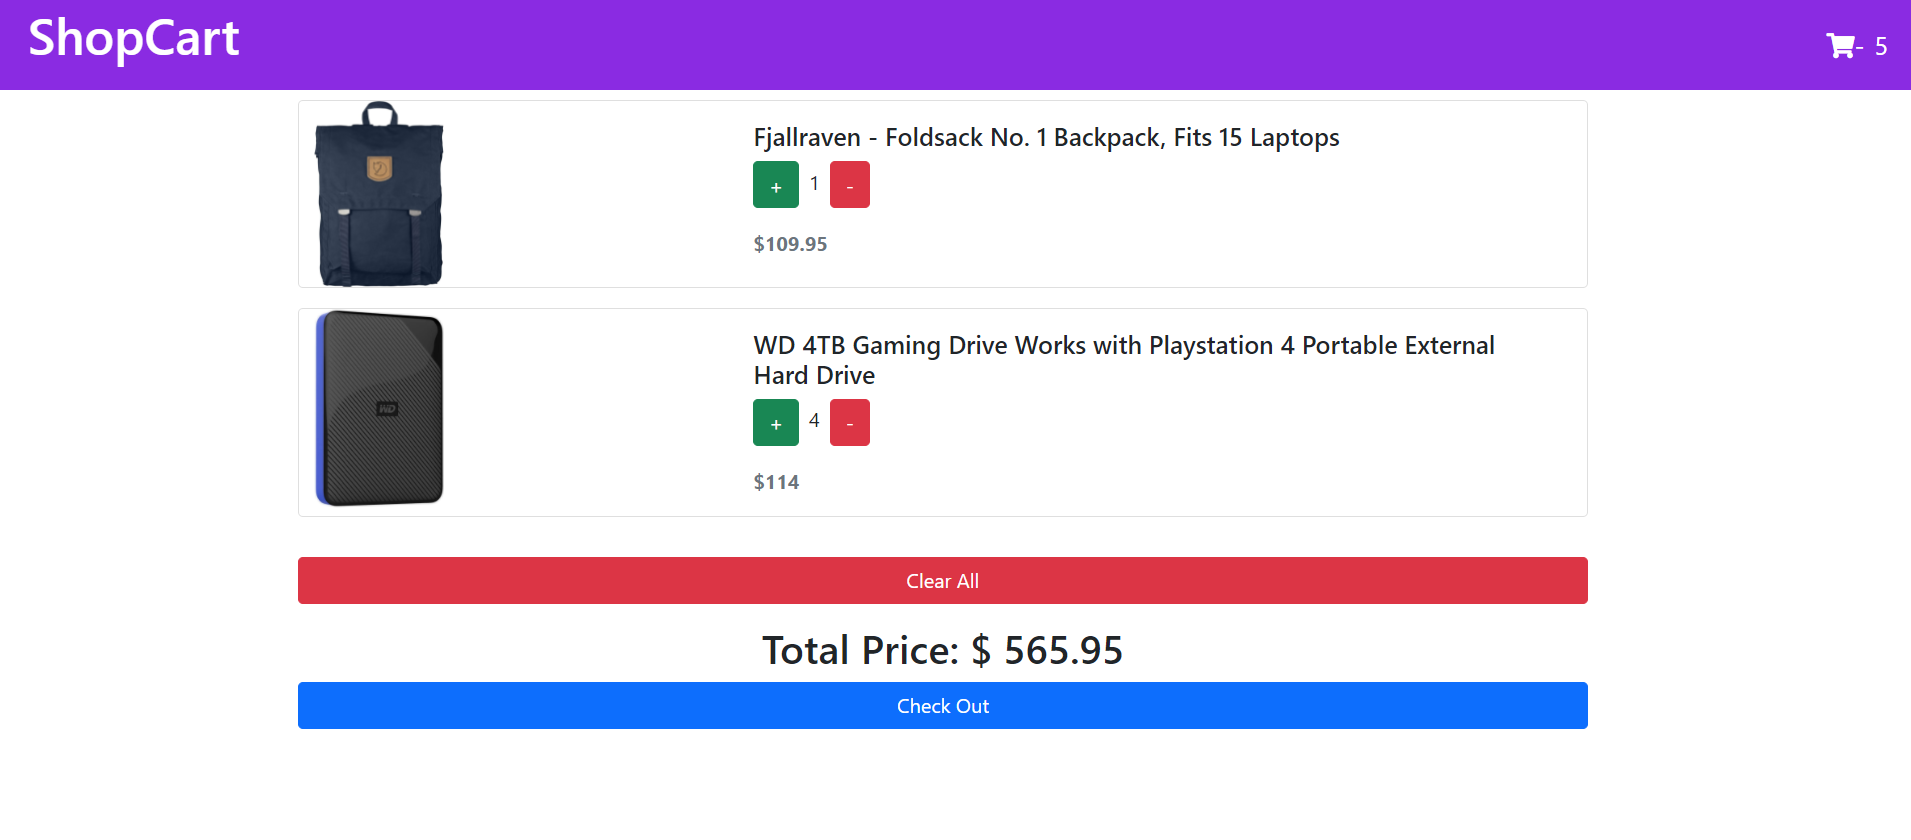 ShopCart
- 5
Fjallraven - Foldsack No. 1 Backpack, Fits 15 Laptops
+ 1 -
$109.95
WD 4TB Gaming Drive Works with Playstation 4 Portable External
Hard Drive
WD
+ 4 -
$114
Clear All
Total Price: $ 565.95
Check Out